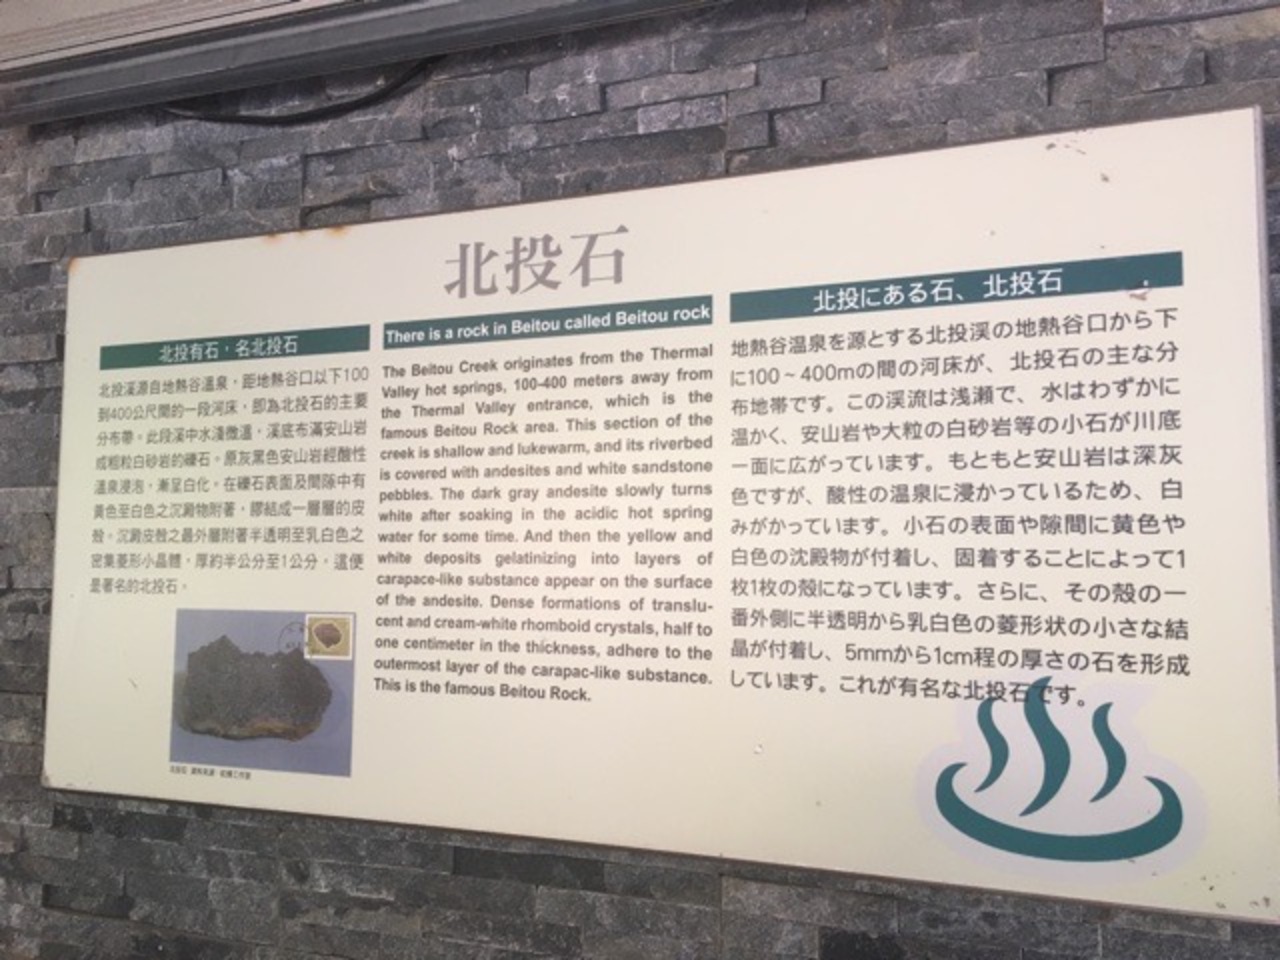 北投石
北投有石，名北投石
北投溪源自地熱谷溫泉，距地熱谷口以下100
到400公尺間的一段河床，即為北投石的主要
分布帶。此段溪中水淺微溫，溪底布滿安山岩
或粗粒白砂岩的礫石。原灰黑色安山岩經酸性
溫泉浸泡，漸呈白化。在礫石表面及間隙中有
黃色至白色之沉殿物附著，膠結成一層層的皮
殼。沉殿皮殼之最外層附著半透明至乳白色之
密集菱形小晶體，厚約半公分至1公分，這便
是著名的北投石。
There is a rock in Beitou called Beitou rock
The Beitou Creek originates from the Thermal
Valley hot springs, 100-400 meters away from
the Thermal Valley entrance, which is the
famous Beitou Rock area. This section of the
creek is shallow and lukewarm, and its riverbed
is covered with andesites and white sandstone
pebbles. The dark gray andesite slowly turns
white after soaking in the acidic hot spring
water for some time. And then the yellow and
white deposits gelatinizing into layers of
carapace-like substance appear on the surface
of the andesite. Dense formations of translu-
cent and cream-white rhomboid crystals, half to
one centimeter in the thickness, adhere to the
outermost layer of the carapac-like substance.
This is the famous Beitou Rock.
北投にある石、北投石
地熱谷温泉を源とする北投渓の地熱谷口から下
に100～400mの間の河床が、北投石の主な分
布地帯です。この渓流は浅瀬で、水はわずかに
温かく、安山岩や大粒の白砂岩等の小石が川底
一面に広がっています。もともと安山岩は深灰
色ですが、酸性の温泉に浸かっているため、白
みがかっています。小石の表面や隙間に黄色や
白色の沈殿物が付着し、固着することによって1
枚1枚の殻になっています。さらに、その殻の一
番外側に半透明から乳白色の菱形状の小さな結
晶が付着し、5mmから1cm程の厚さの石を形成
しています。これが有名な北投石です。